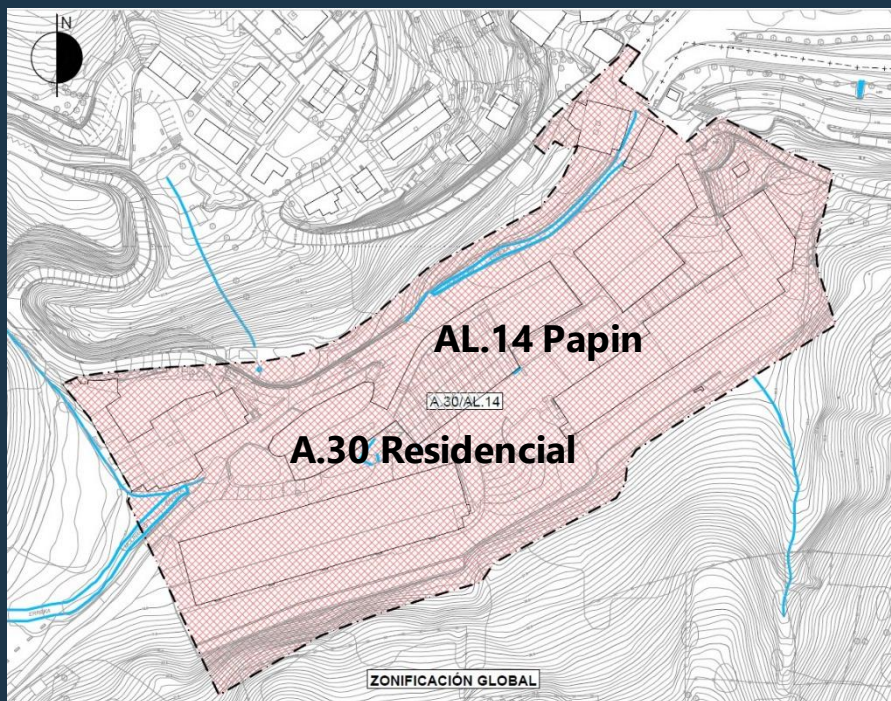 N
AL.14 Papin
A.30/AL.14
A.30 Residencial
ZONIFICACIÓN GLOBAL